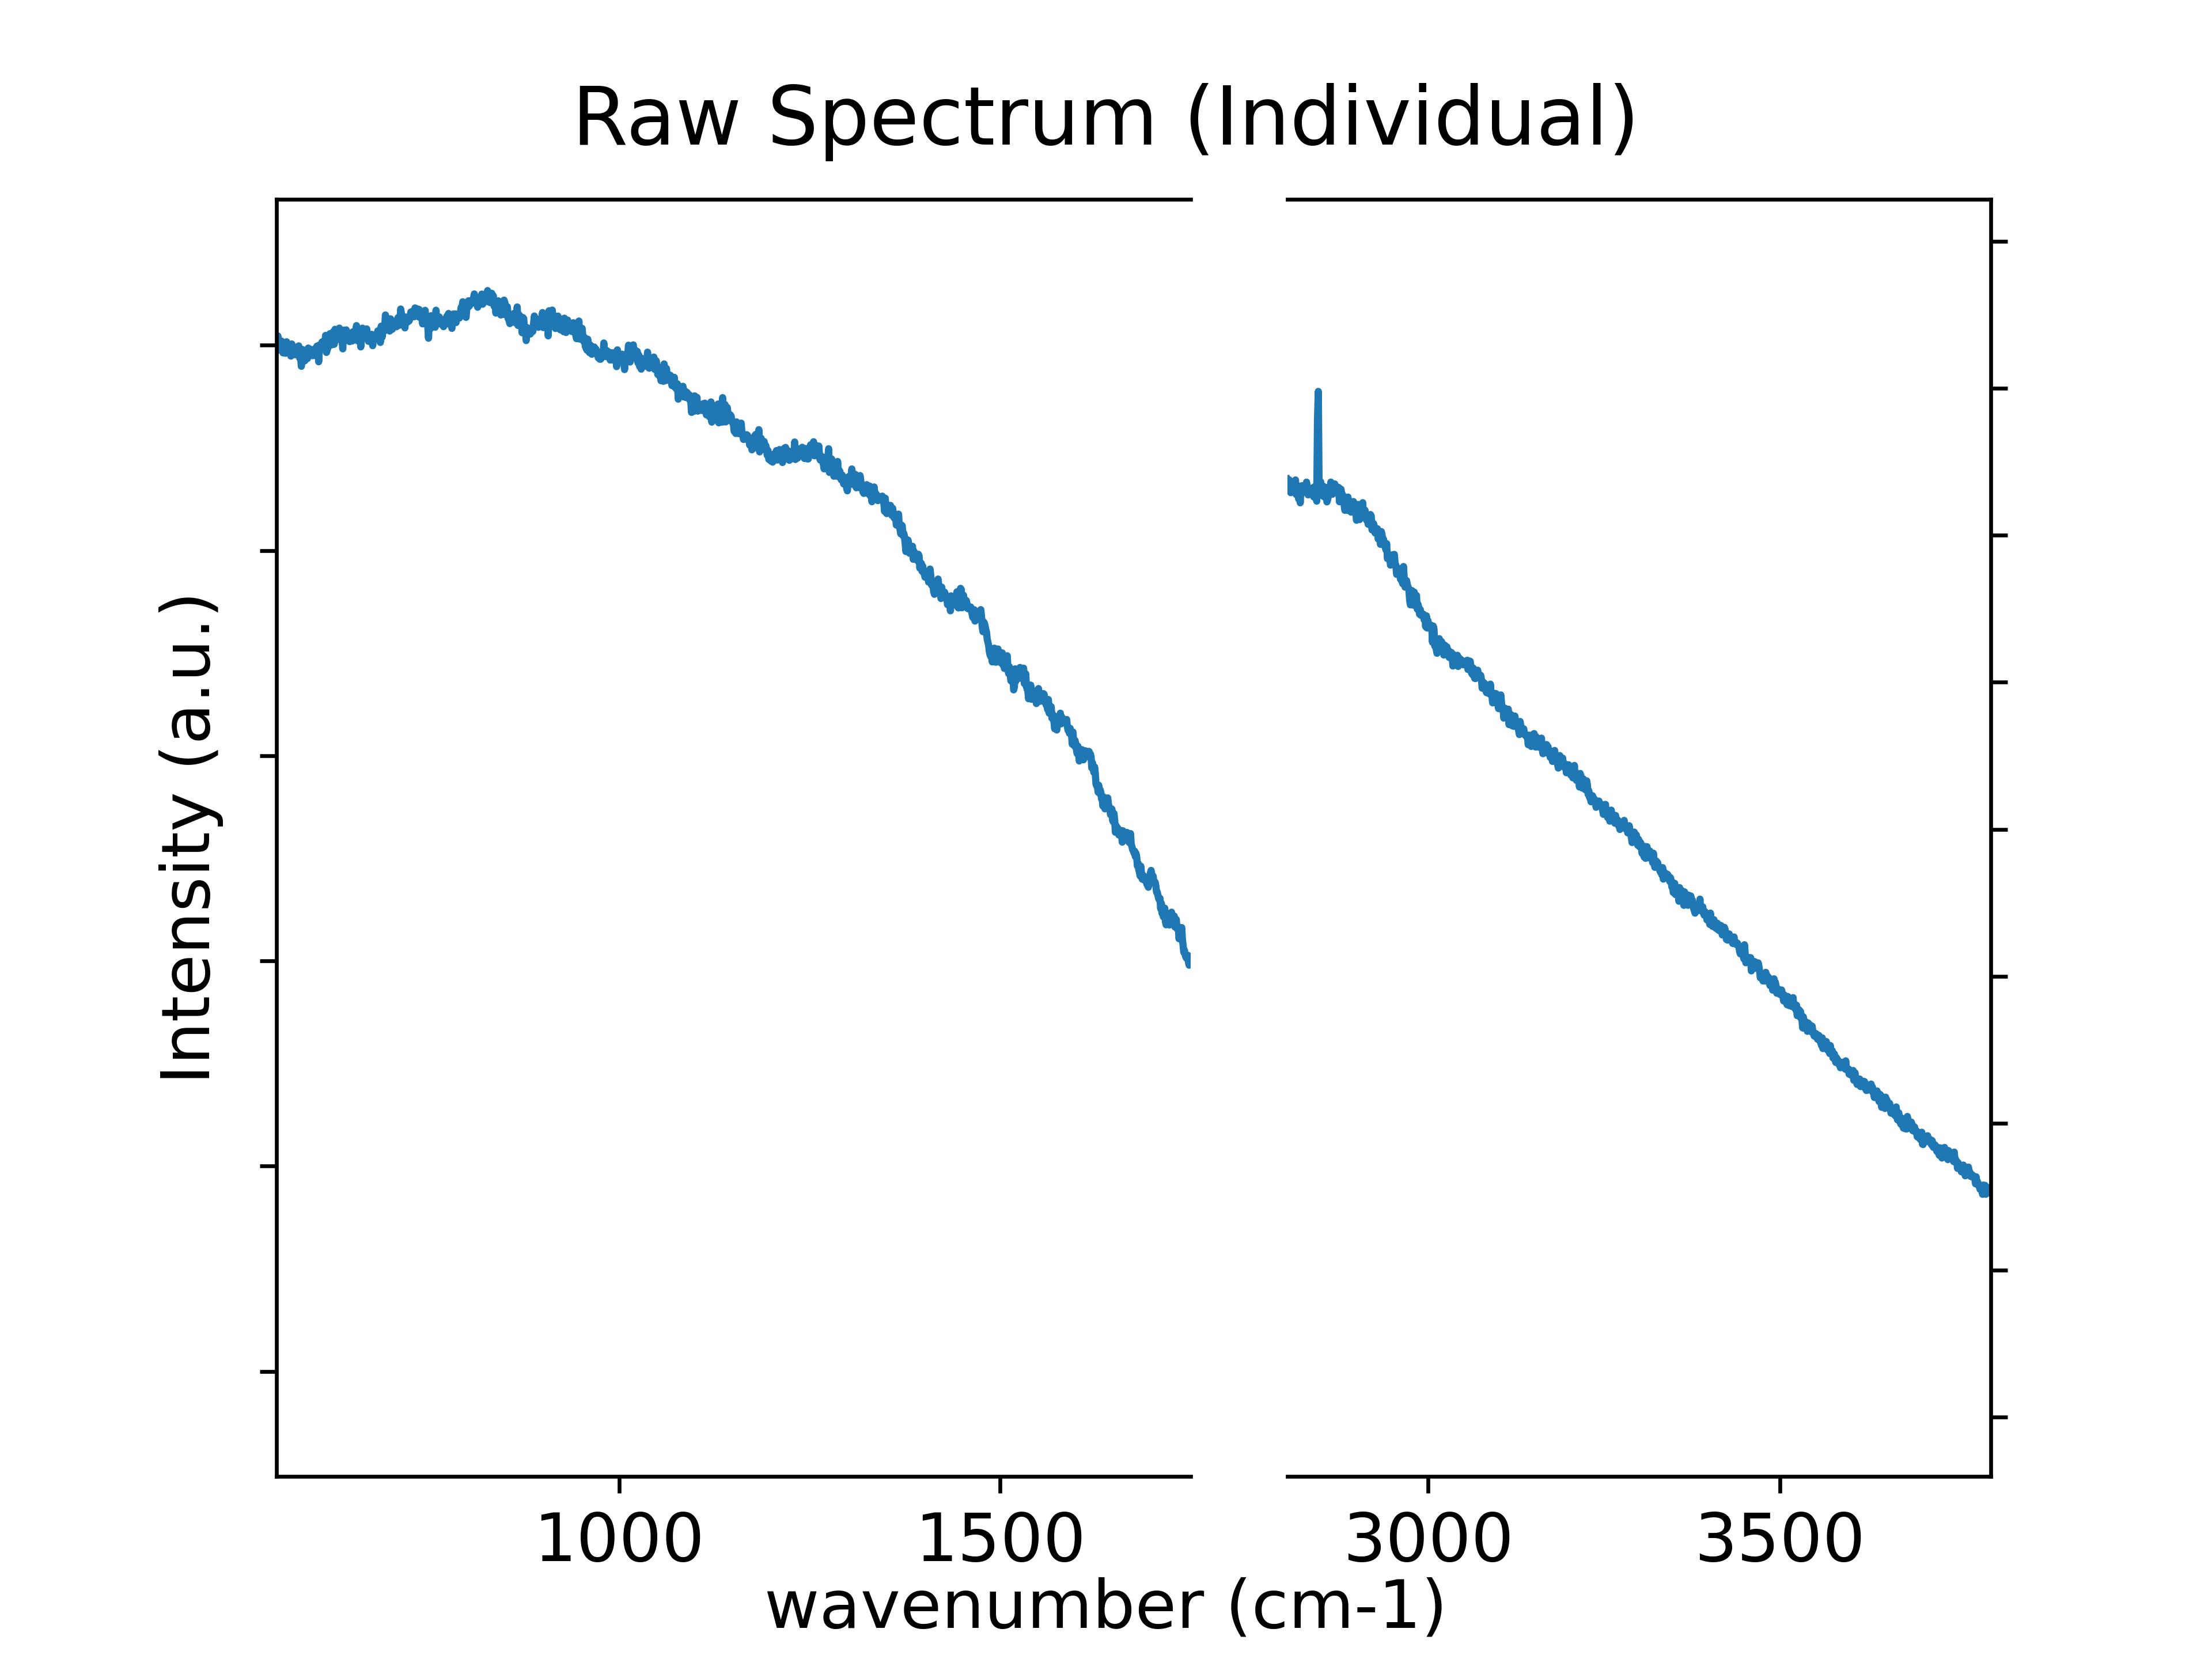 Raw Spectrum (Individual)
Intensity (a.u.)
1000 1500 3000 3500
wavenumber (cm-1)